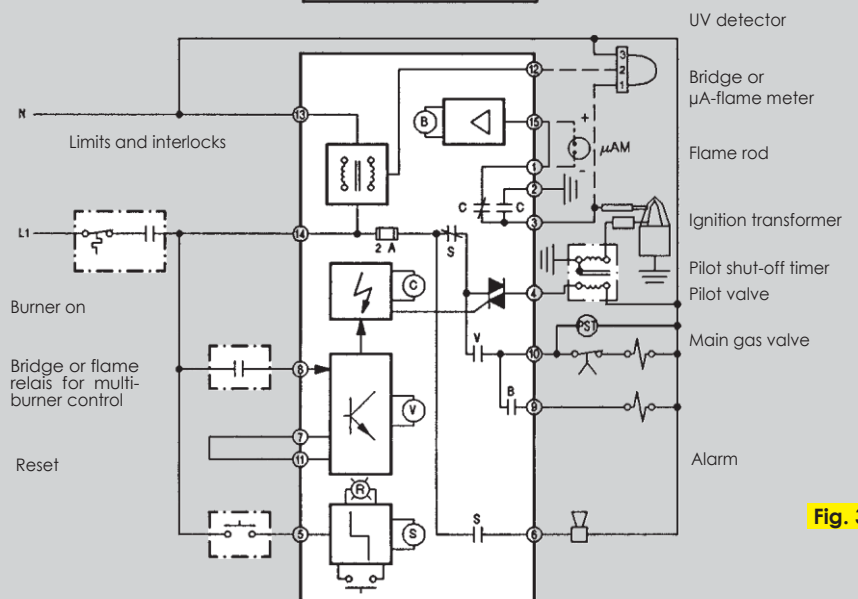 UV detector
Bridge or
µA-flame meter
Flame rod
Ignition transformer
Pilot shut-off timer
Pilot valve
Main gas valve
Alarm
N
Limits and interlocks
L1
Burner on
Bridge or flame
relais for multi-
burner control
Reset
13
14
8
7
11
5
12
15
1
2
3
4
10
9
6
3
2
1
B
+
µAM
-
C
C
2 A
S
C
V
PST
V
B
R
S
S
Fig. 3